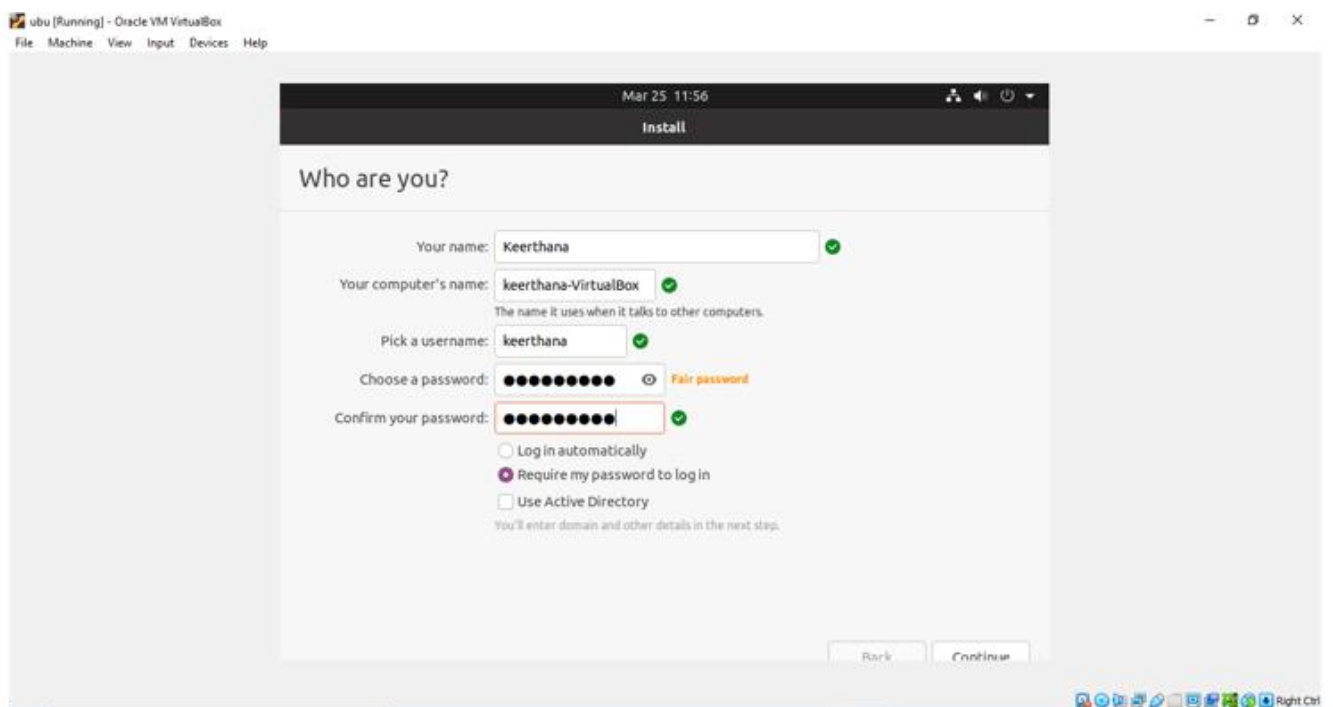 ubu [Running] - Oracle VM VirtualBox
File Machine View Input Devices Help
Mar 25 11:56
Install
Who are you?
Your name: Keerthana
Your computer's name: keerthana-VirtualBox
The name it uses when it talks to other computers.
Pick a username: keerthana
Choose a password: ●●●●●●●●● Fair password
Confirm your password: ●●●●●●●●●
Log in automatically
Require my password to log in
Use Active Directory
You'll enter domain and other details in the next step.
Back Continue
Right Ctrl